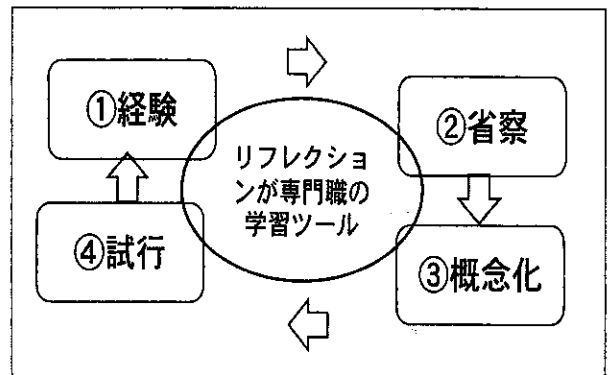 ①経験
②省察
リフレクショ
ンが専門職の
学習ツール
④試行
③概念化